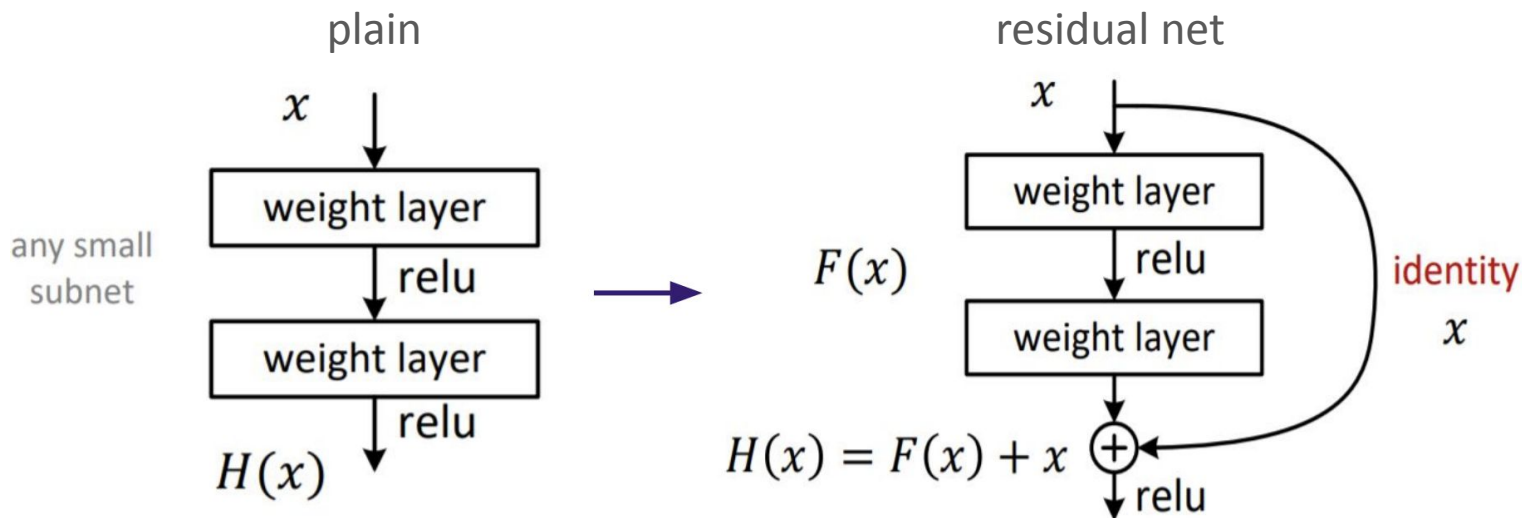 plain
x
weight layer
any small
subnet
relu
weight layer
relu
H(x)
residual net
x
weight layer
F(x)
relu
identity
x
weight layer
H(x) = F(x) + x
+
relu